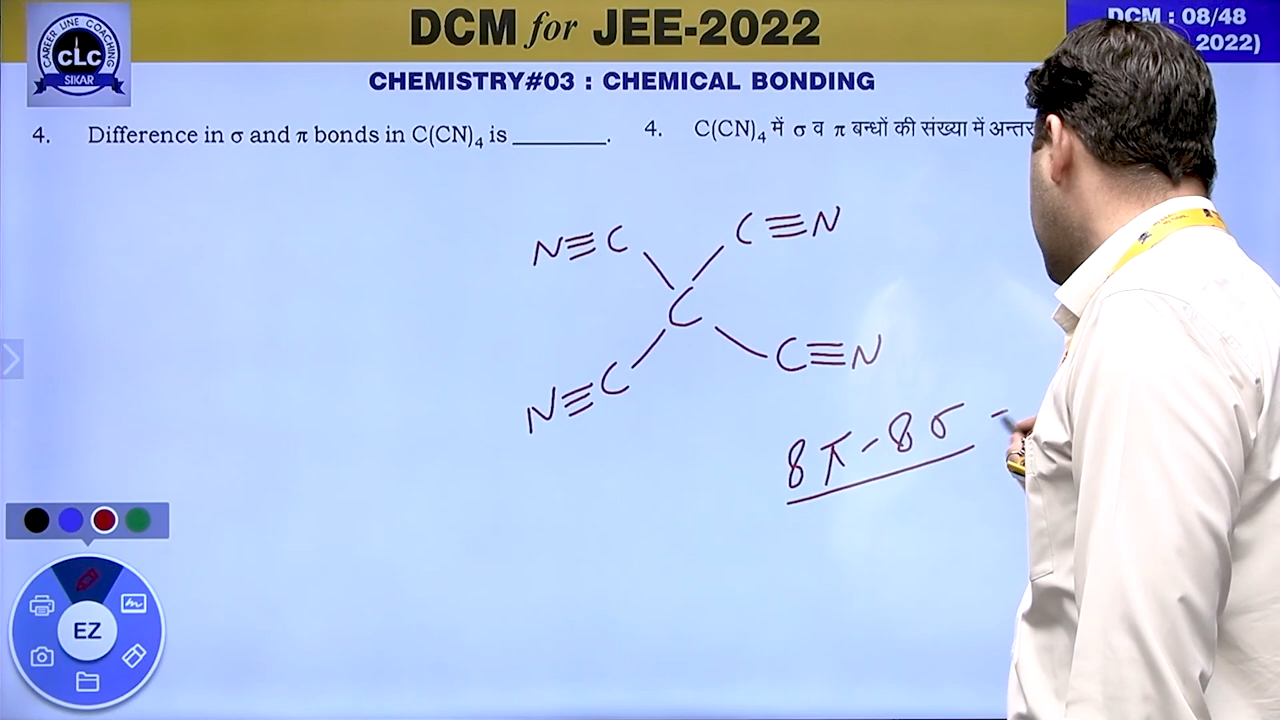 DCM for JEE-2022
DCM : 08/48
2022)
CAREER LINE COACHING
CLC
SIKAR
CHEMISTRY#03 : CHEMICAL BONDING
4. Difference in σ and π bonds in C(CN)₄ is ________.
4. C(CN)₄ में σ व π बन्धों की संख्या में अन्तर
N≡C C≡N
C
N≡C C≡N
8π-8σ
EZ